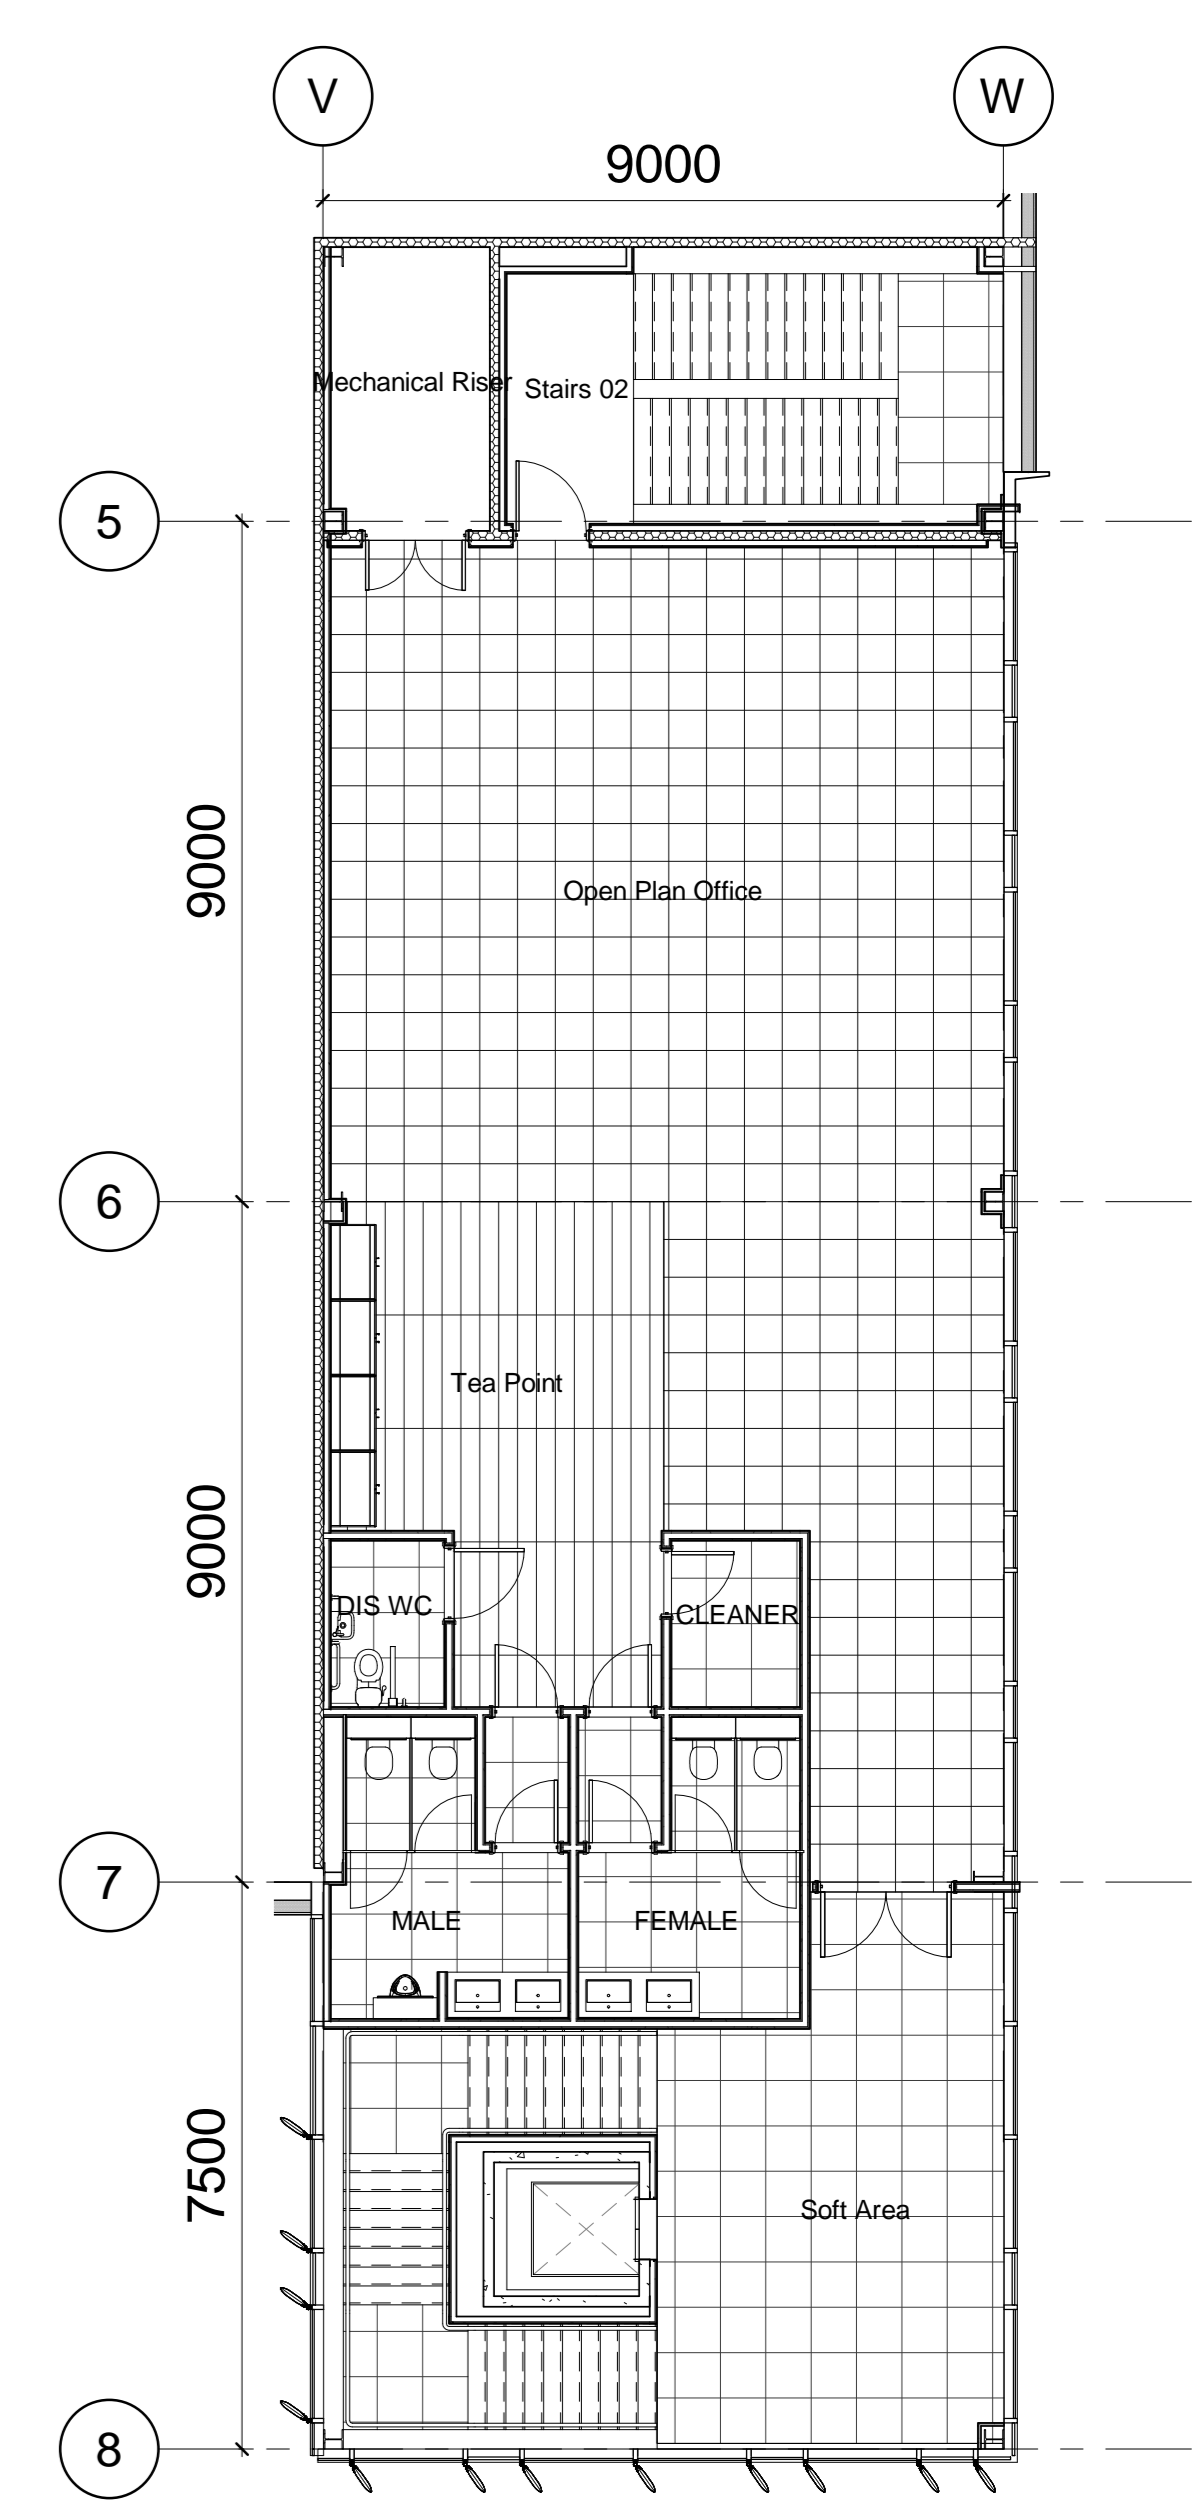 V
W
9000
Mechanical Riser
Stairs 02
5
9000
Open Plan Office
6
Tea Point
9000
DIS WC
CLEANER
7
MALE
FEMALE
7500
Soft Area
8